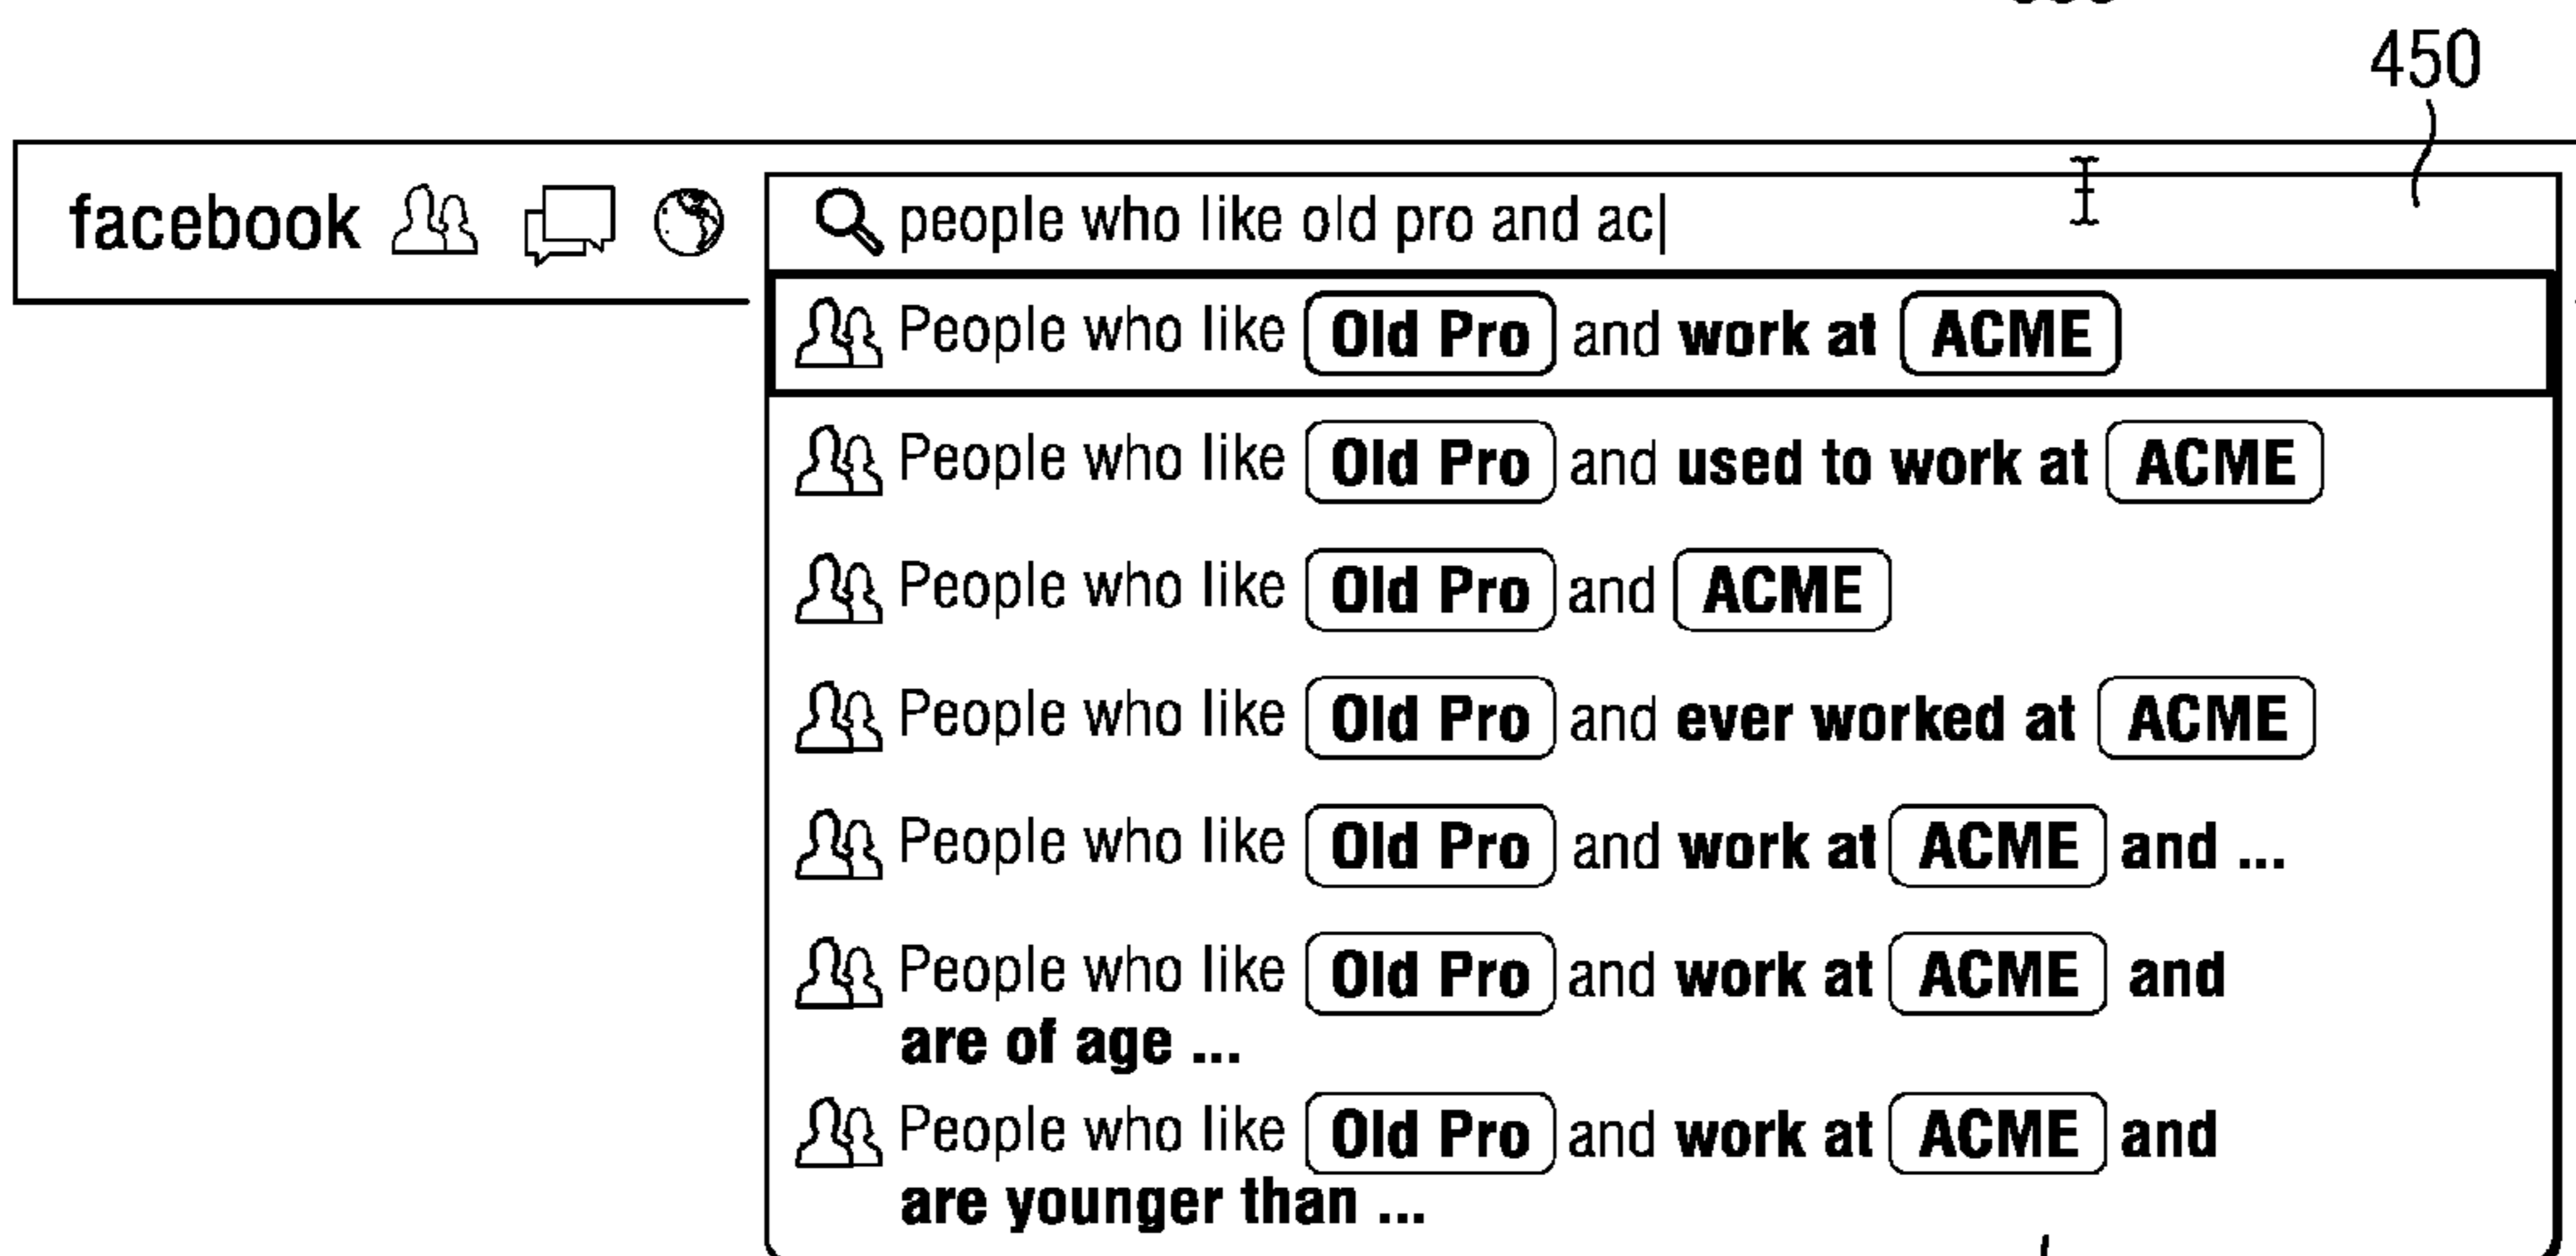 450
facebook people who like old pro and ac
People who like Old Pro and work at ACME
People who like Old Pro and used to work at ACME
People who like Old Pro and ACME
People who like Old Pro and ever worked at ACME
People who like Old Pro and work at ACME and ...
People who like Old Pro and work at ACME and
are of age ...
People who like Old Pro and work at ACME and
are younger than ...